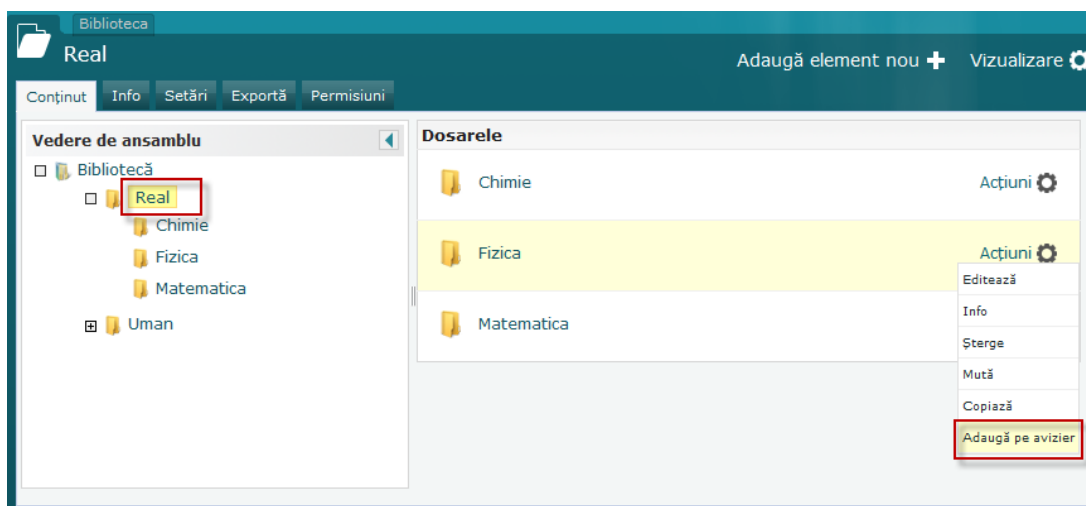 Biblioteca
Real
Adaugă element nou
Vizualizare
Conținut Info Setări Exportă Permisiuni
Vedere de ansamblu
Bibliotecă
Real
Chimie
Fizica
Matematica
Uman
Dosarele
Chimie Acțiuni
Fizica Acțiuni
Matematica
Editează
Info
Șterge
Mută
Copiază
Adaugă pe avizier